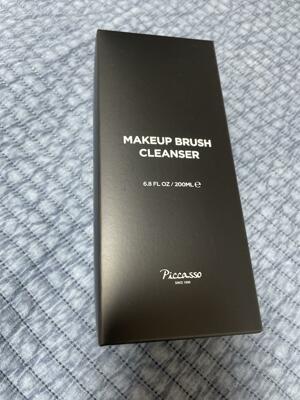 MAKEUP BRUSH
CLEANSER
6.8 FL OZ / 200ML ℮
Piccasso
SINCE 1996